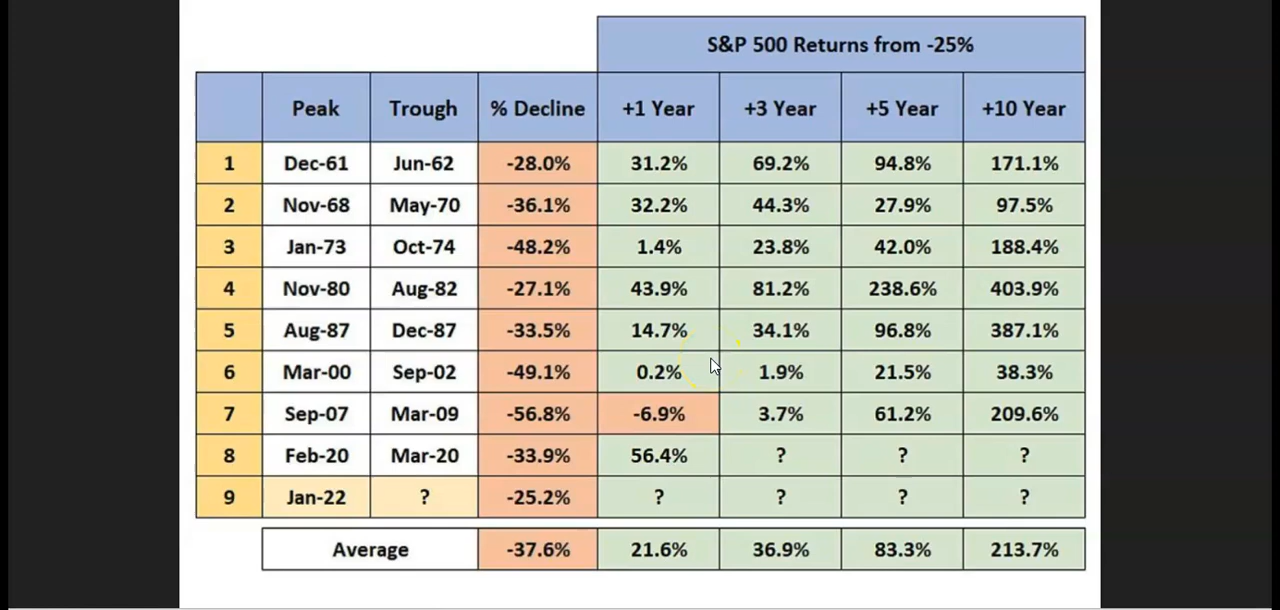 S&P 500 Returns from -25%
Peak Trough % Decline +1 Year +3 Year +5 Year +10 Year
1 Dec-61 Jun-62 -28.0% 31.2% 69.2% 94.8% 171.1%
2 Nov-68 May-70 -36.1% 32.2% 44.3% 27.9% 97.5%
3 Jan-73 Oct-74 -48.2% 1.4% 23.8% 42.0% 188.4%
4 Nov-80 Aug-82 -27.1% 43.9% 81.2% 238.6% 403.9%
5 Aug-87 Dec-87 -33.5% 14.7% 34.1% 96.8% 387.1%
6 Mar-00 Sep-02 -49.1% 0.2% 1.9% 21.5% 38.3%
7 Sep-07 Mar-09 -56.8% -6.9% 3.7% 61.2% 209.6%
8 Feb-20 Mar-20 -33.9% 56.4% ? ? ?
9 Jan-22 ? -25.2% ? ? ? ?
Average -37.6% 21.6% 36.9% 83.3% 213.7%